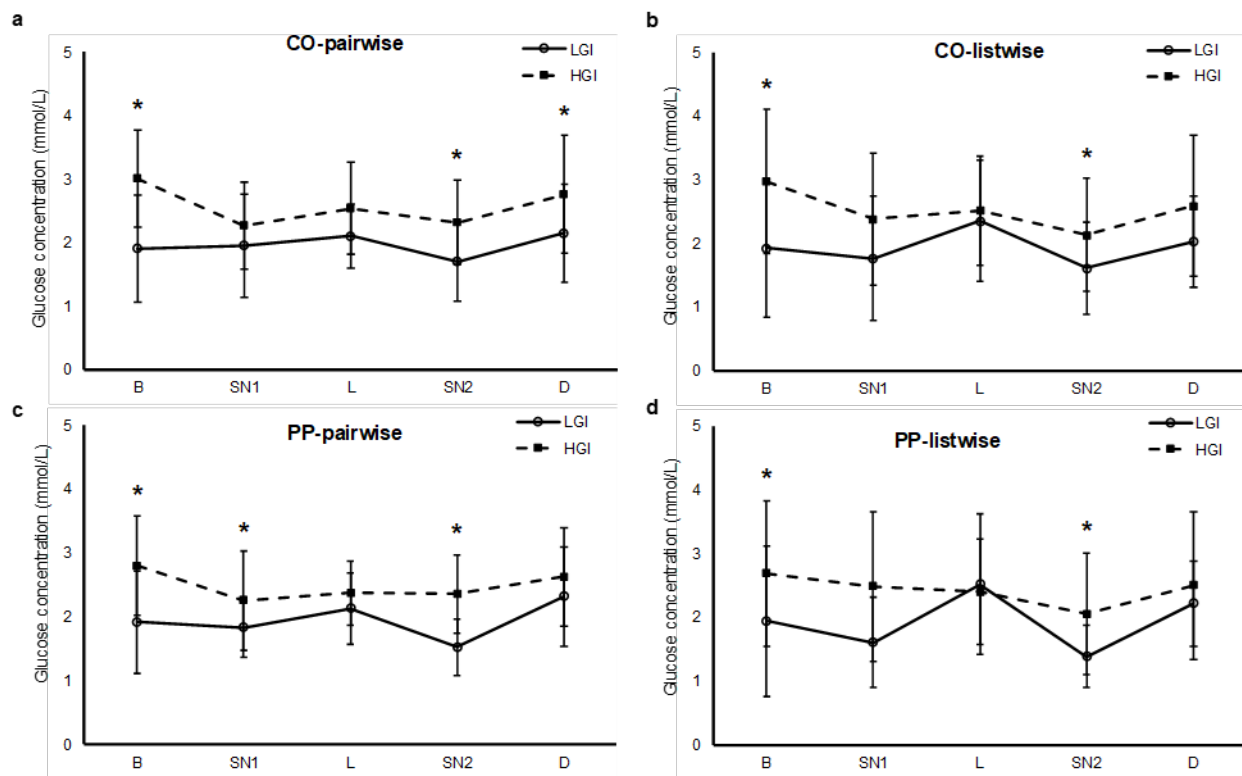 a
CO-pairwise
LGI
HGI
Glucose concentration (mmol/L)
5
4
3
2
1
0
*
*
*
B SN1 L SN2 D
b
CO-listwise
LGI
HGI
Glucose concentration (mmol/L)
5
4
3
2
1
0
*
*
B SN1 L SN2 D
c
PP-pairwise
LGI
HGI
Glucose concentration (mmol/L)
5
4
3
2
1
0
*
*
*
B SN1 L SN2 D
d
PP-listwise
LGI
HGI
Glucose concentration (mmol/L)
5
4
3
2
1
0
*
*
B SN1 L SN2 D